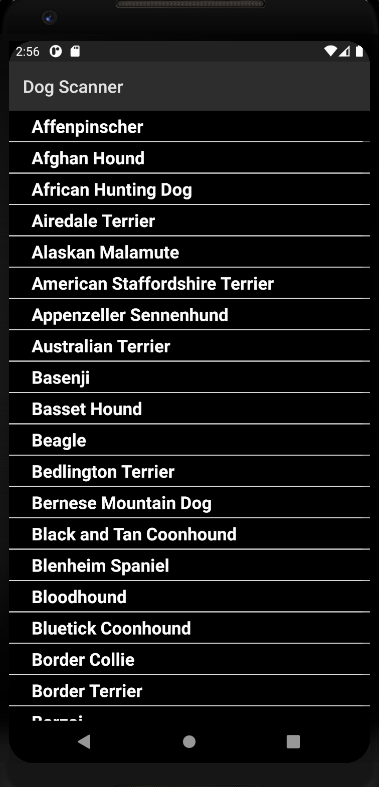 2:56
Dog Scanner
Affenpinscher
Afghan Hound
African Hunting Dog
Airedale Terrier
Alaskan Malamute
American Staffordshire Terrier
Appenzeller Sennenhund
Australian Terrier
Basenji
Basset Hound
Beagle
Bedlington Terrier
Bernese Mountain Dog
Black and Tan Coonhound
Blenheim Spaniel
Bloodhound
Bluetick Coonhound
Border Collie
Border Terrier
Borzoi